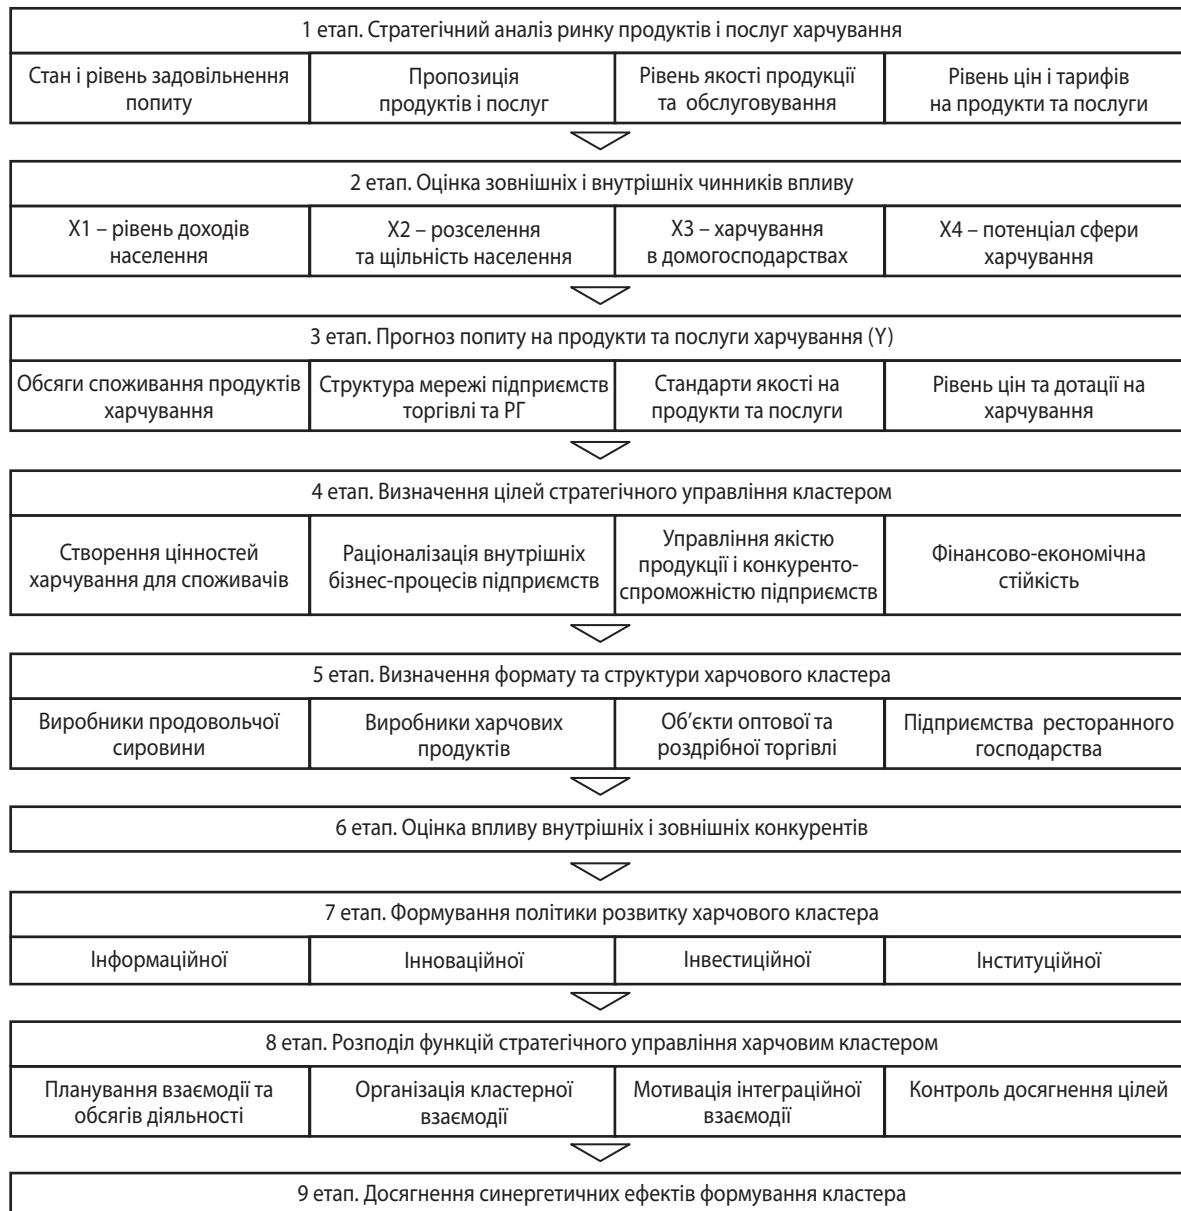 1 етап. Стратегічний аналіз ринку продуктів і послуг харчування
Стан і рівень задовільнення
попиту
Пропозиція
продуктів і послуг
Рівень якості продукції
та обслуговування
Рівень цін і тарифів
на продукти та послуги
2 етап. Оцінка зовнішніх і внутрішніх чинників впливу
X1 – рівень доходів
населення
X2 – розселення
та щільність населення
X3 – харчування
в домогосподарствах
X4 – потенціал сфери
харчування
3 етап. Прогноз попиту на продукти та послуги харчування (Y)
Обсяги споживання продуктів
харчування
Структура мережі підприємств
торгівлі та РГ
Стандарти якості на
продукти та послуги
Рівень цін та дотації на
харчування
4 етап. Визначення цілей стратегічного управління кластером
Створення цінностей
харчування для споживачів
Раціоналізація внутрішніх
бізнес-процесів підприємств
Управління якістю
продукції і конкуренто-
спроможністю підприємств
Фінансово-економічна
стійкість
5 етап. Визначення формату та структури харчового кластера
Виробники продовольчої
сировини
Виробники харчових
продуктів
Об’єкти оптової та
роздрібної торгівлі
Підприємства ресторанного
господарства
6 етап. Оцінка впливу внутрішніх і зовнішніх конкурентів
7 етап. Формування політики розвитку харчового кластера
Інформаційної
Інноваційної
Інвестиційної
Інституційної
8 етап. Розподіл функцій стратегічного управління харчовим кластером
Планування взаємодії та
обсягів діяльності
Організація кластерної
взаємодії
Мотивація інтеграційної
взаємодії
Контроль досягнення цілей
9 етап. Досягнення синергетичних ефектів формування кластера